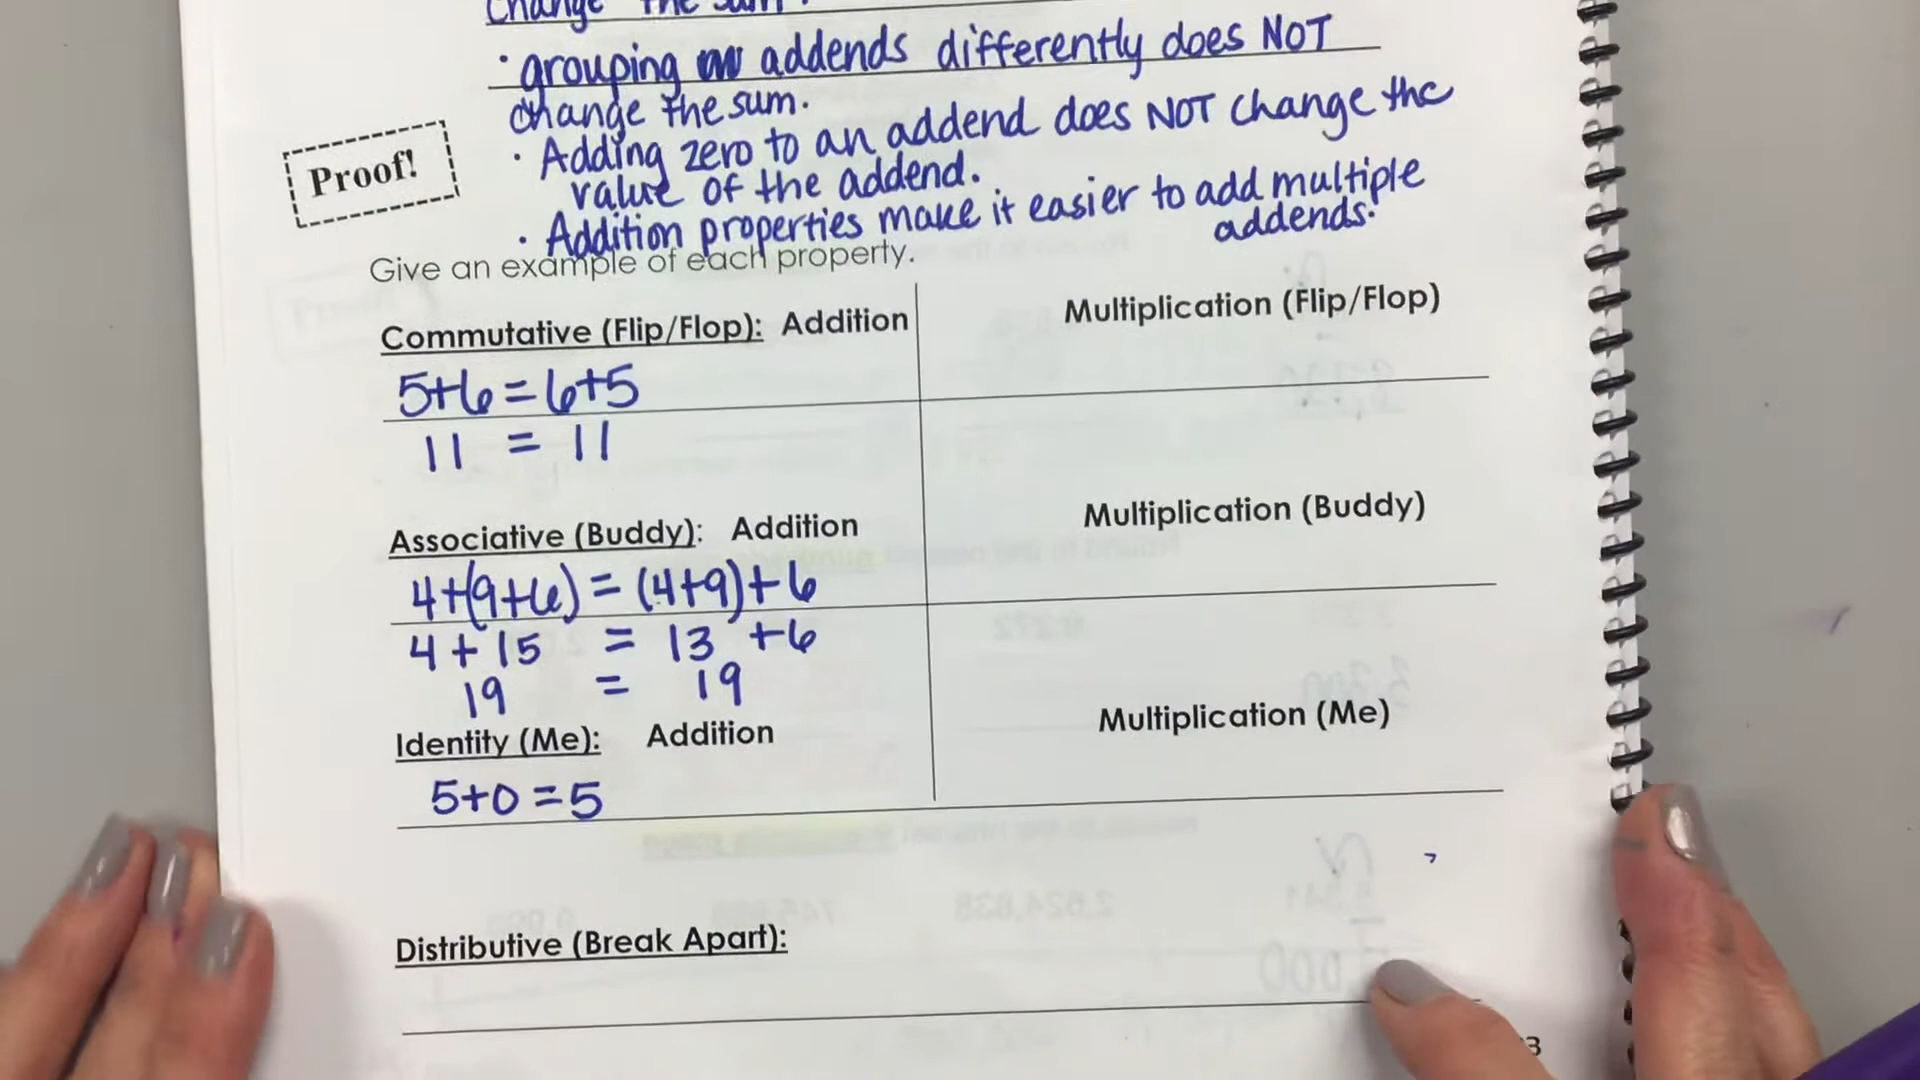 change the sum.
· grouping addends differently does NOT
change the sum.
· Adding zero to an addend does NOT change the
value of the addend.
· Addition properties make it easier to add multiple
addends.
Proof!
Give an example of each property.
Commutative (Flip/Flop): Addition
Multiplication (Flip/Flop)
5+6=6+5
11 = 11
Associative (Buddy): Addition
Multiplication (Buddy)
4+(9+6) = (4+9)+6
4+15 = 13 +6
19 = 19
Identity (Me): Addition
Multiplication (Me)
5+0=5
Distributive (Break Apart):
3